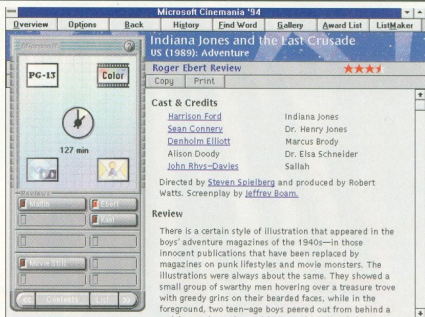 Microsoft Cinemania '94
Overview Options Back History Find Word Gallery Award List ListMaker
Microsoft
Indiana Jones and the Last Crusade
US (1989): Adventure
Roger Ebert Review
Copy Print
PG-13
Color
127 min
Reviews
Maltin
Ebert
Kael
Movie Still
<< Contents List >>
Cast & Credits
Harrison Ford Indiana Jones
Sean Connery Dr. Henry Jones
Denholm Elliott Marcus Brody
Alison Doody Dr. Elsa Schneider
John Rhys-Davies Sallah
Directed by Steven Spielberg and produced by Robert
Watts. Screenplay by Jeffrey Boam.
Review
There is a certain style of illustration that appeared in the
boys' adventure magazines of the 1940s—in those
innocent publications that have been replaced by
magazines on punk lifestyles and movie monsters. The
illustrations were always about the same. They showed a
small group of swarthy men hovering over a treasure trove
with greedy grins on their bearded faces, while in the
foreground, two teen-age boys peered out from behind a